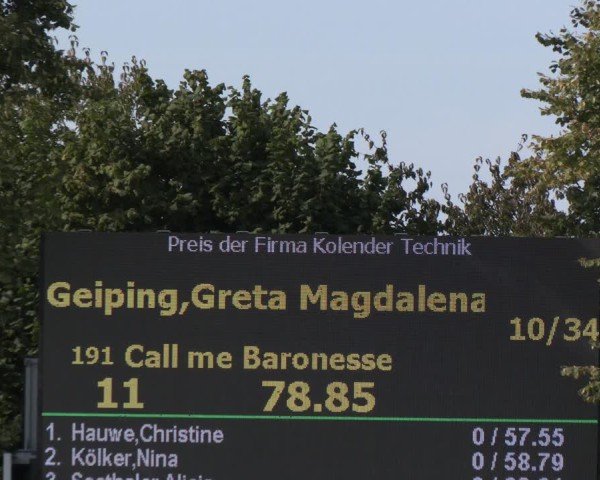 Preis der Firma Kolender Technik
Geiping,Greta Magdalena
10/34
191 Call me Baronesse
11 78.85
1. Hauwe,Christine 0 / 57.55
2. Kölker,Nina 0 / 58.79
3.